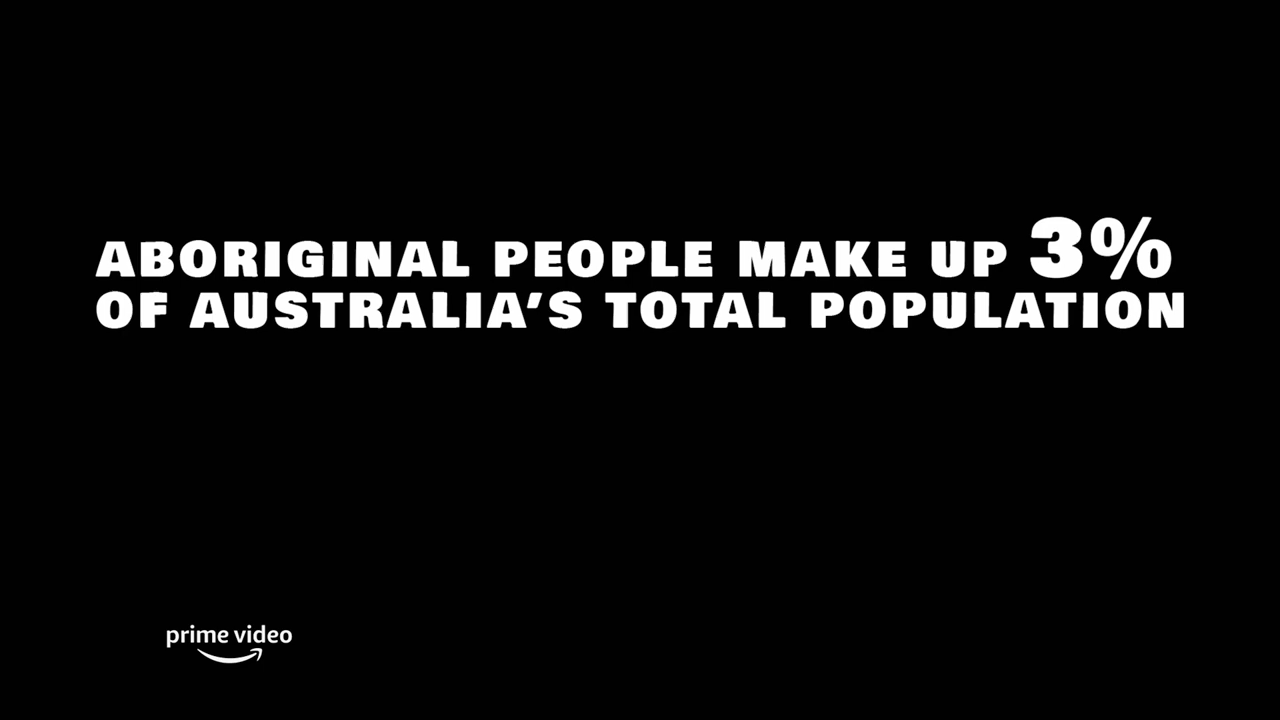 ABORIGINAL PEOPLE MAKE UP 3%
OF AUSTRALIA’S TOTAL POPULATION
prime video